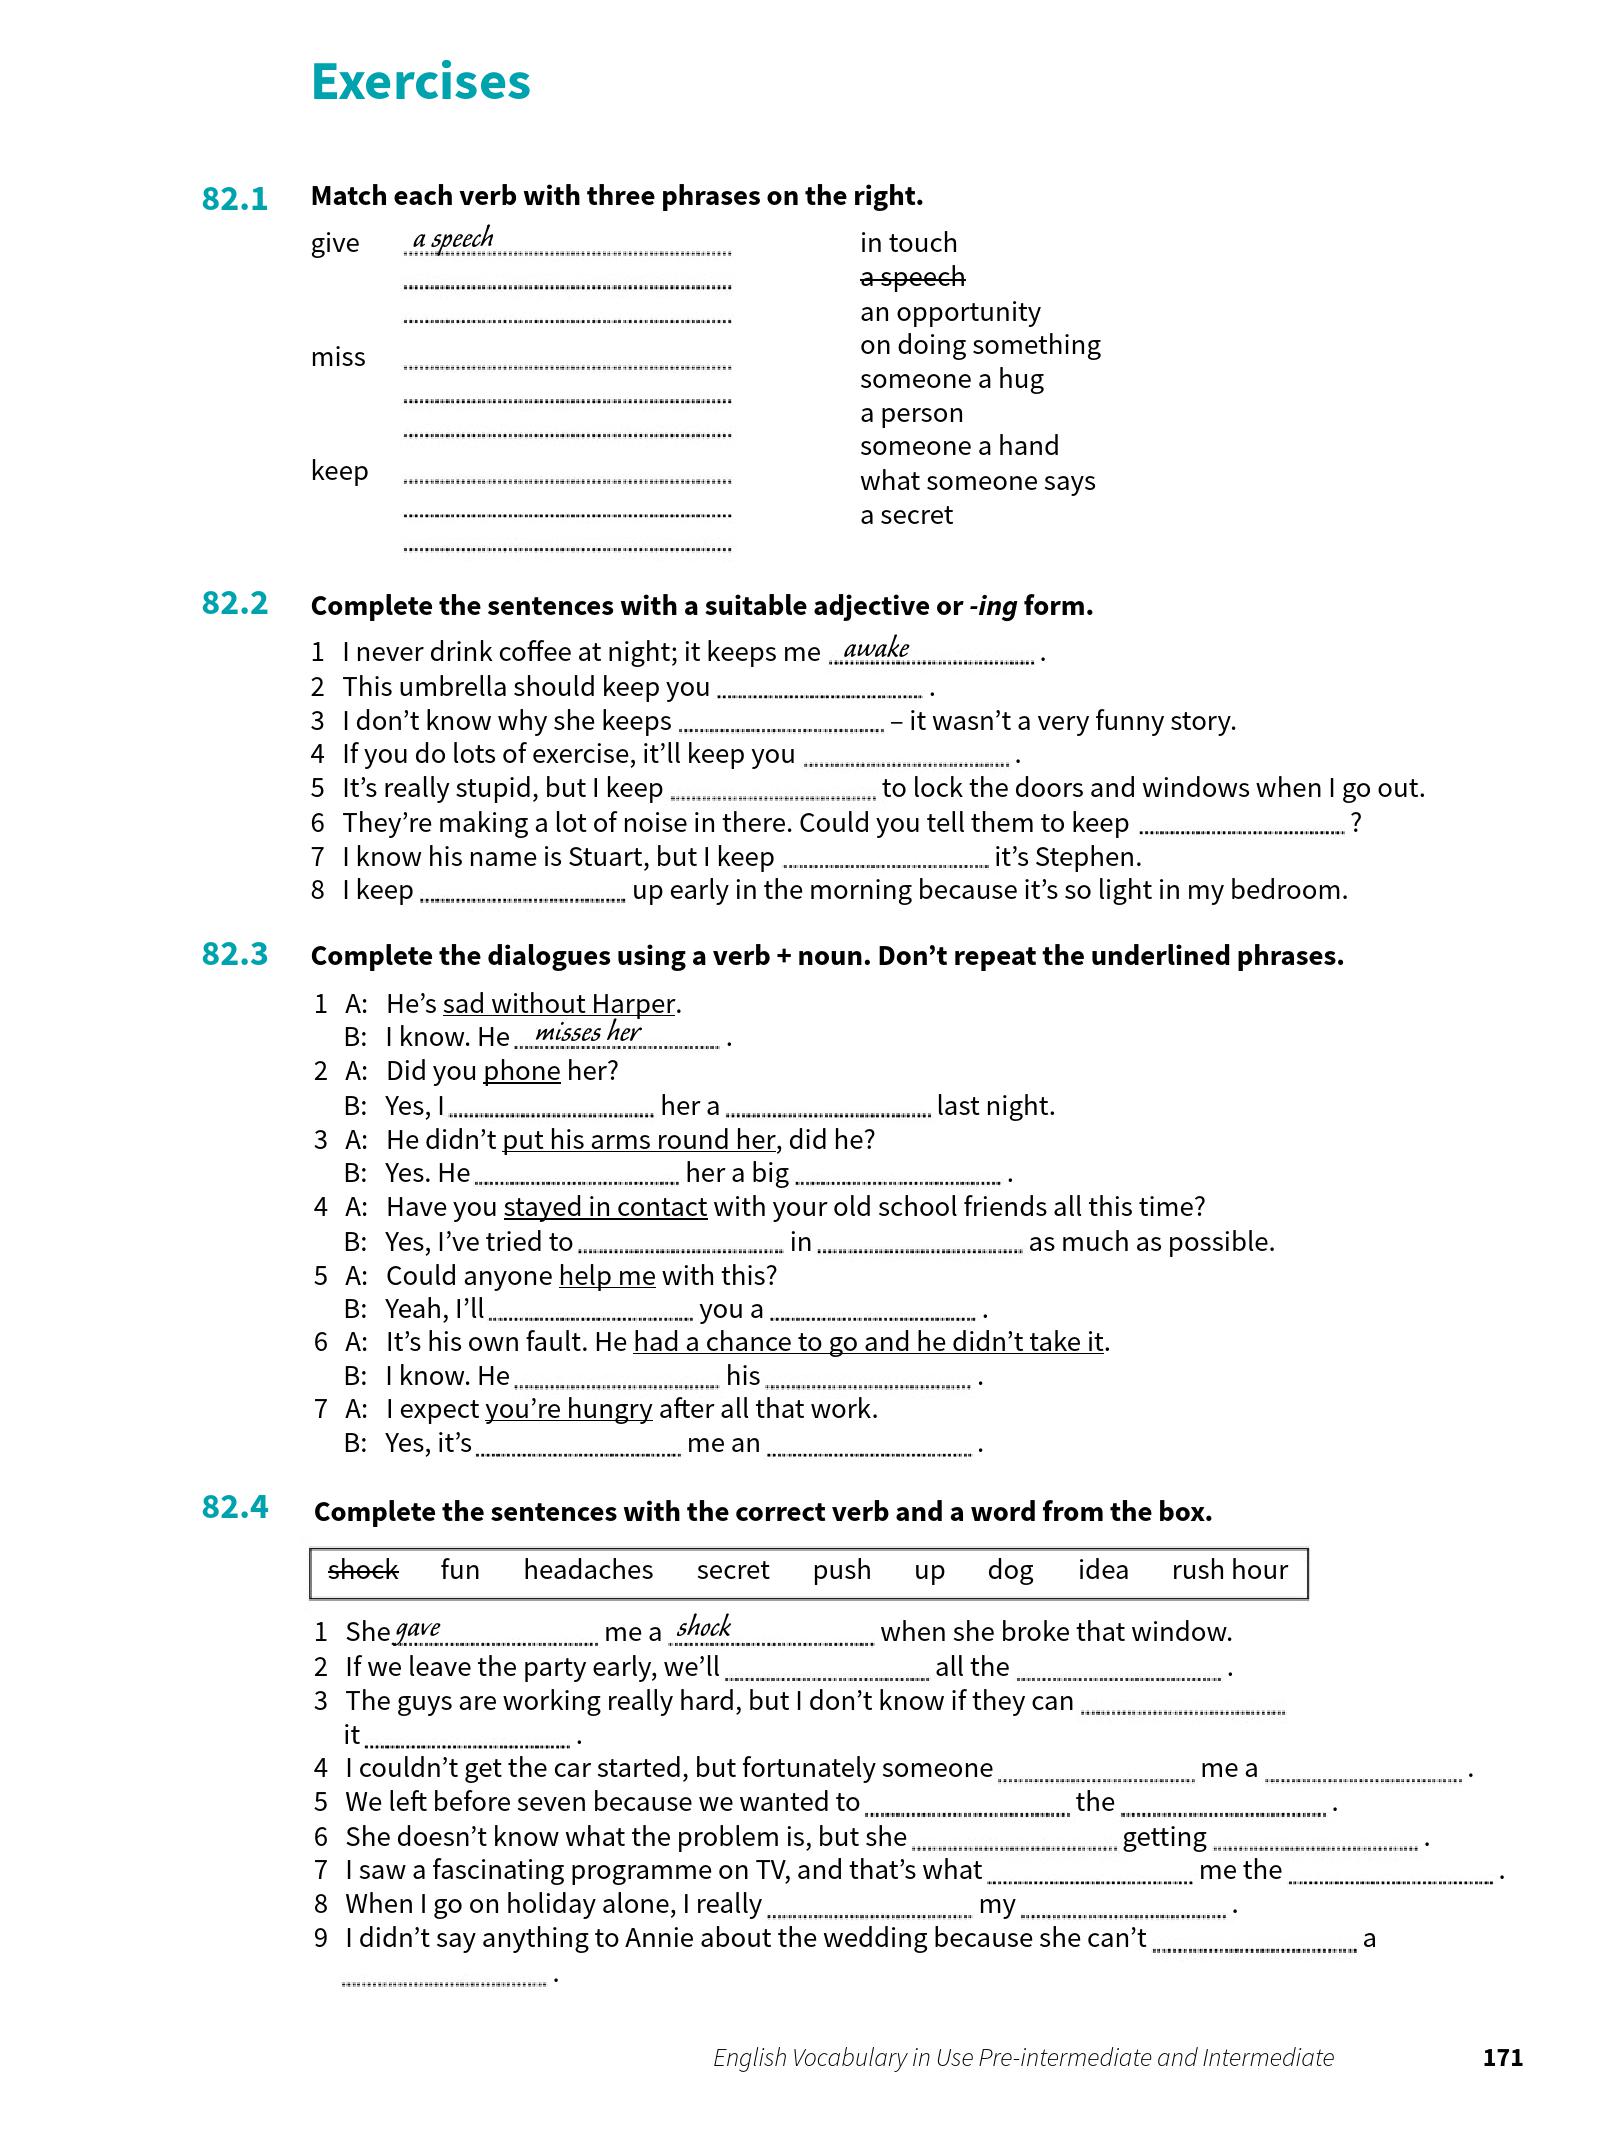 Exercises
82.1 Match each verb with three phrases on the right.
give a speech in touch
a speech
an opportunity
on doing something
miss someone a hug
a person
someone a hand
keep what someone says
a secret
82.2 Complete the sentences with a suitable adjective or -ing form.
1 I never drink coffee at night; it keeps me awake .
2 This umbrella should keep you .
3 I don’t know why she keeps – it wasn’t a very funny story.
4 If you do lots of exercise, it’ll keep you .
5 It’s really stupid, but I keep to lock the doors and windows when I go out.
6 They’re making a lot of noise in there. Could you tell them to keep ?
7 I know his name is Stuart, but I keep it’s Stephen.
8 I keep up early in the morning because it’s so light in my bedroom.
82.3 Complete the dialogues using a verb + noun. Don’t repeat the underlined phrases.
1 A: He’s sad without Harper.
B: I know. He misses her .
2 A: Did you phone her?
B: Yes, I her a last night.
3 A: He didn’t put his arms round her, did he?
B: Yes. He her a big .
4 A: Have you stayed in contact with your old school friends all this time?
B: Yes, I’ve tried to in as much as possible.
5 A: Could anyone help me with this?
B: Yeah, I’ll you a .
6 A: It’s his own fault. He had a chance to go and he didn’t take it.
B: I know. He his .
7 A: I expect you’re hungry after all that work.
B: Yes, it’s me an .
82.4 Complete the sentences with the correct verb and a word from the box.
shock fun headaches secret push up dog idea rush hour
1 She gave me a shock when she broke that window.
2 If we leave the party early, we’ll all the .
3 The guys are working really hard, but I don’t know if they can
it .
4 I couldn’t get the car started, but fortunately someone me a .
5 We left before seven because we wanted to the .
6 She doesn’t know what the problem is, but she getting .
7 I saw a fascinating programme on TV, and that’s what me the .
8 When I go on holiday alone, I really my .
9 I didn’t say anything to Annie about the wedding because she can’t a
.
English Vocabulary in Use Pre-intermediate and Intermediate 171